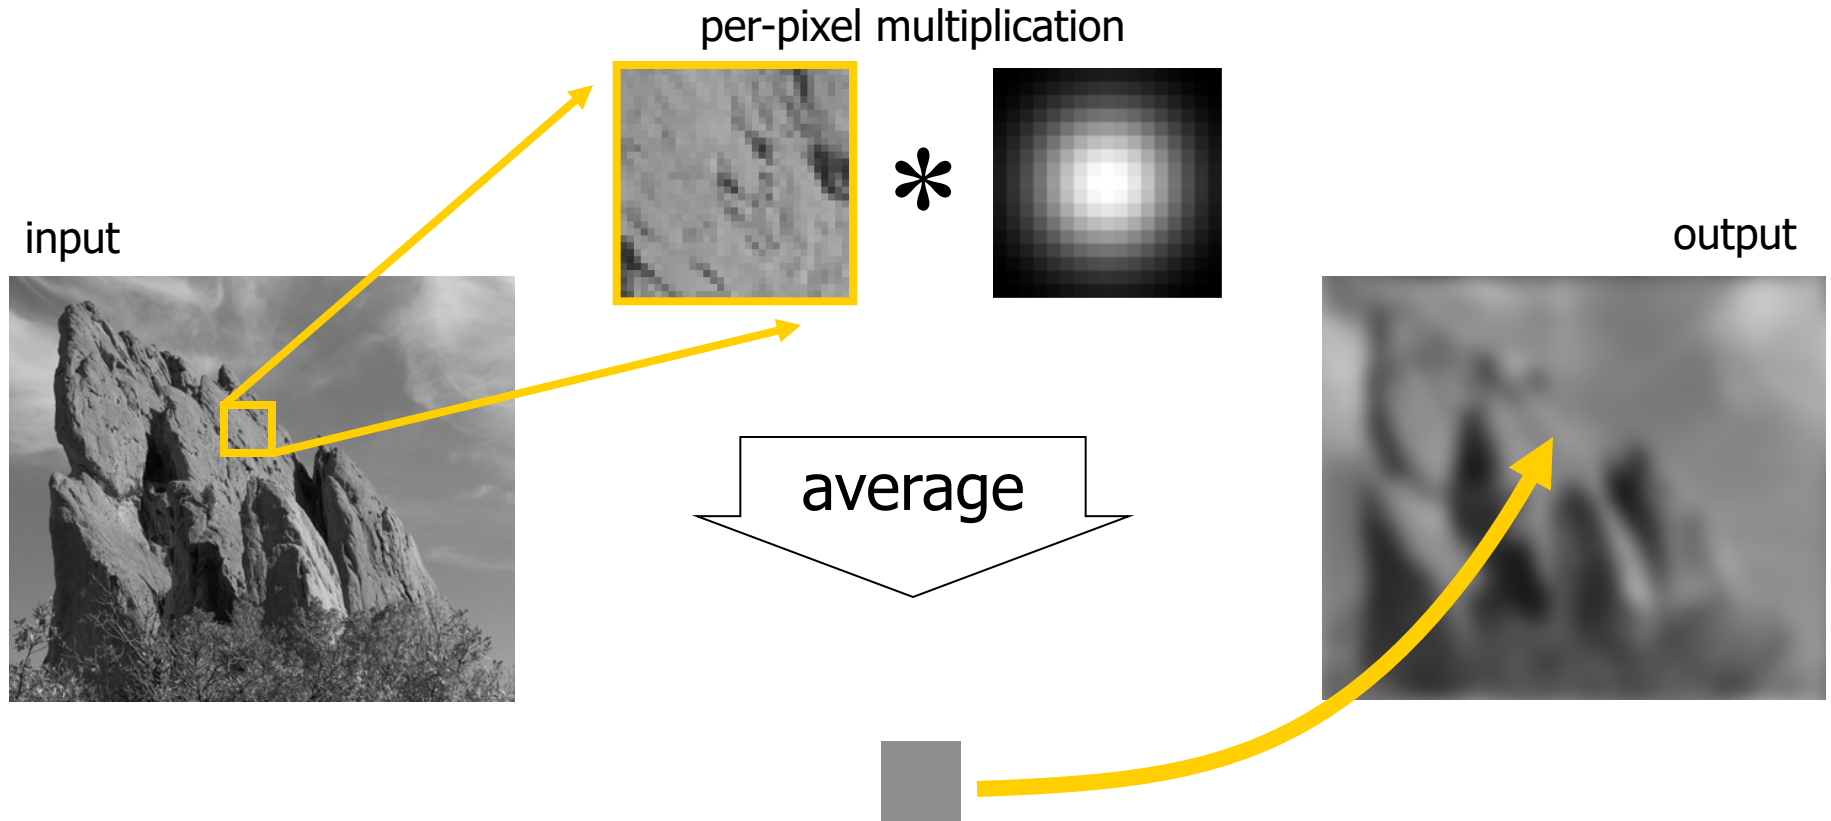 per-pixel multiplication
*
input
output
average